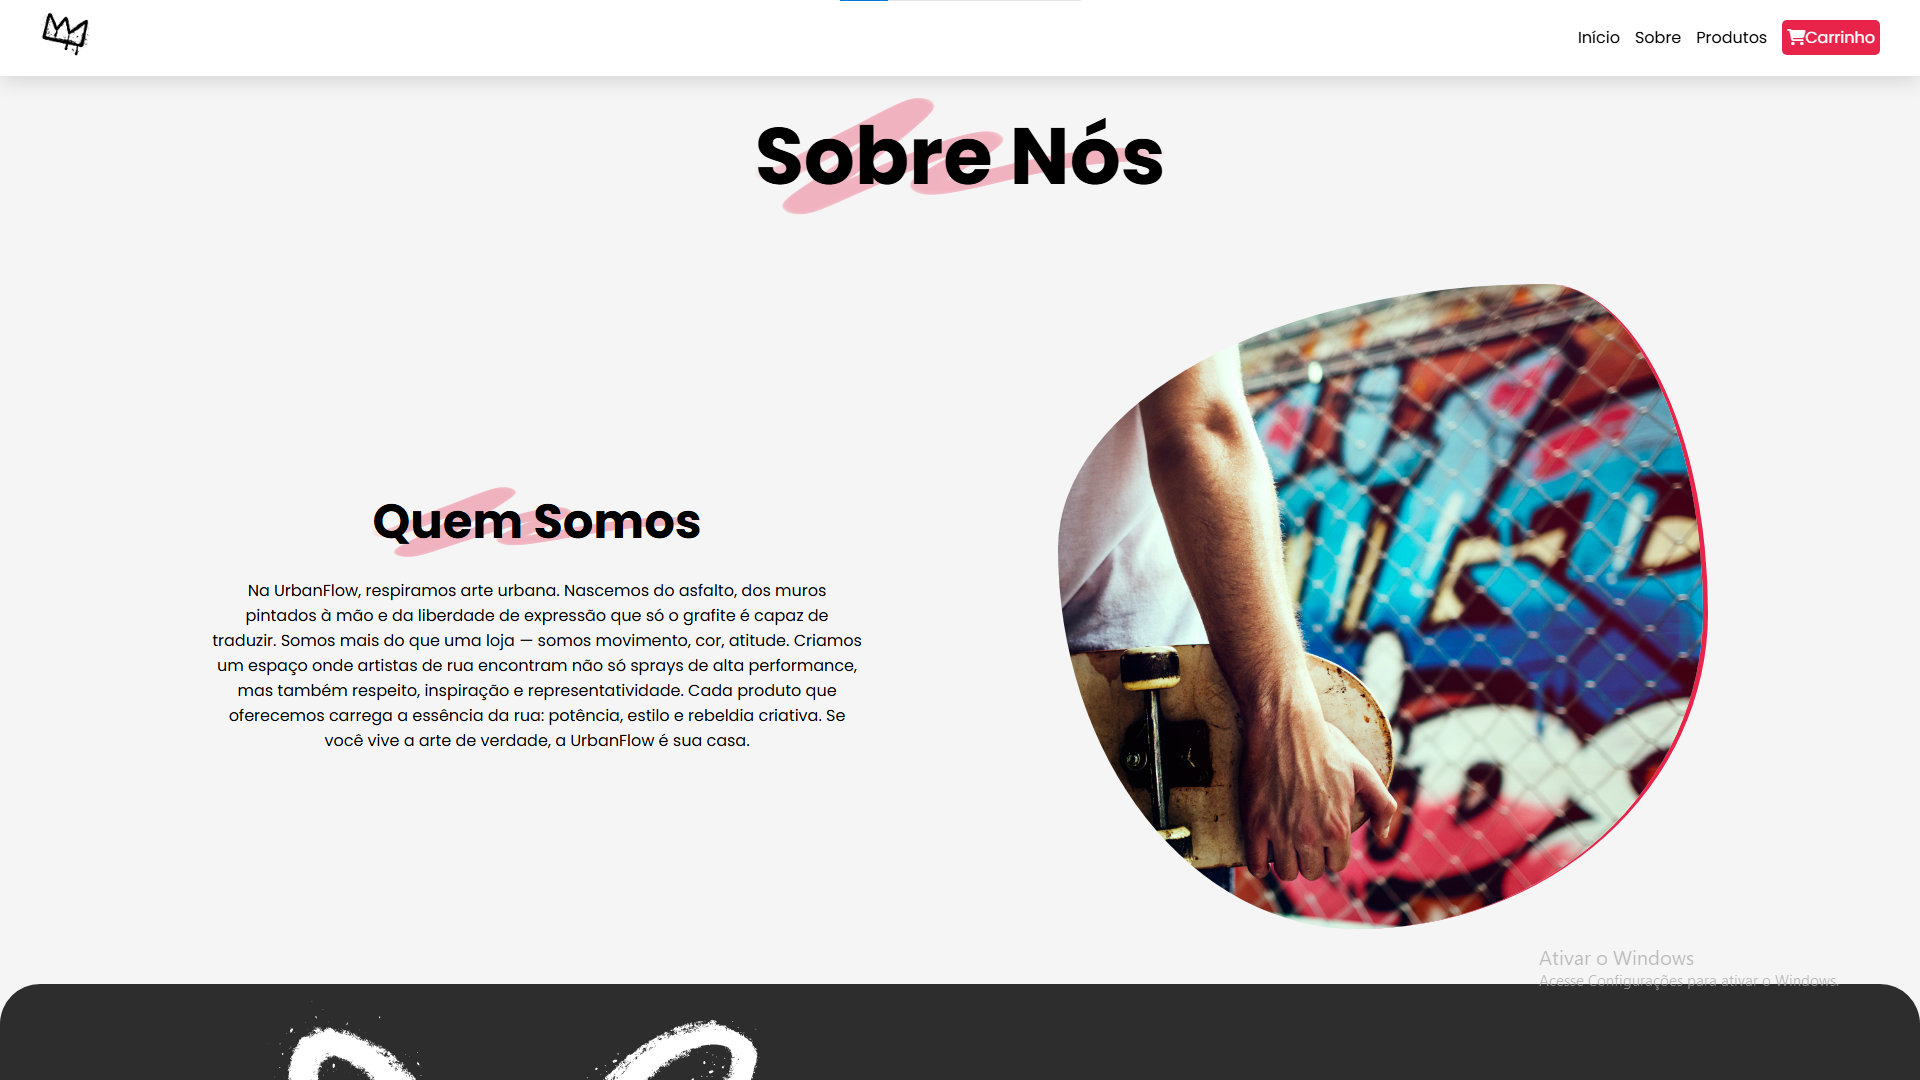 Início Sobre Produtos Carrinho
Sobre Nós
Quem Somos
Na UrbanFlow, respiramos arte urbana. Nascemos do asfalto, dos muros
pintados à mão e da liberdade de expressão que só o grafite é capaz de
traduzir. Somos mais do que uma loja — somos movimento, cor, atitude. Criamos
um espaço onde artistas de rua encontram não só sprays de alta performance,
mas também respeito, inspiração e representatividade. Cada produto que
oferecemos carrega a essência da rua: potência, estilo e rebeldia criativa. Se
você vive a arte de verdade, a UrbanFlow é sua casa.
Ativar o Windows
Acesse Configurações para ativar o Windows.